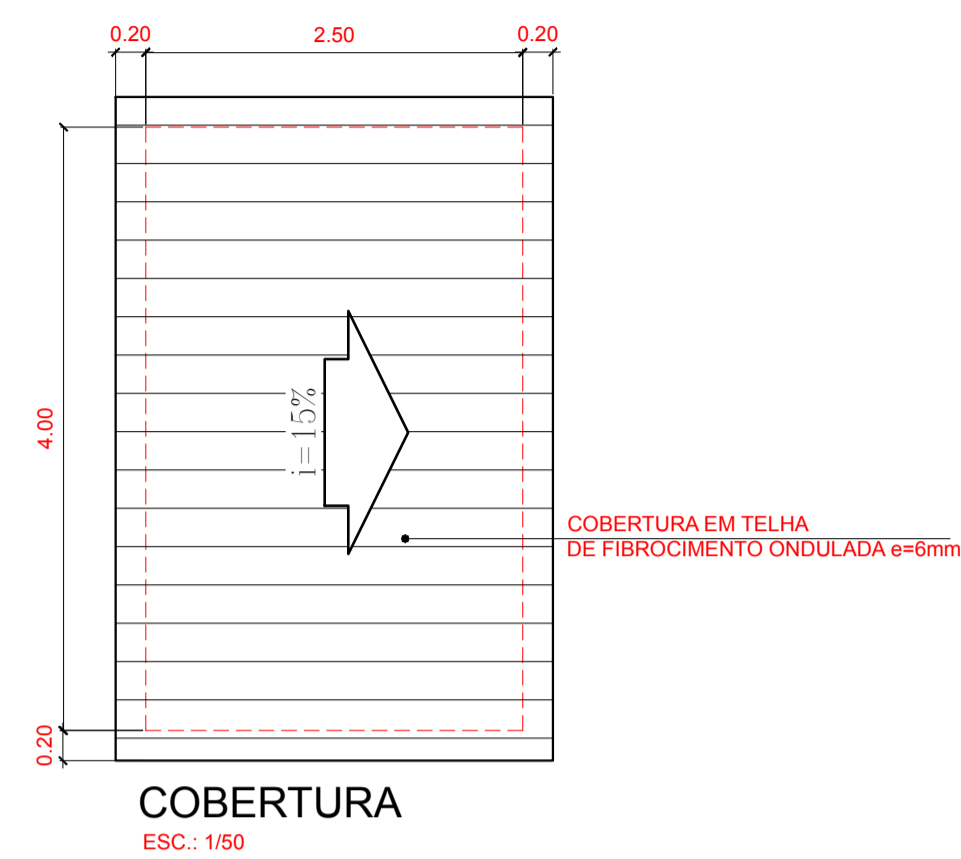 0.20
2.50
0.20
4.00
i=15%
COBERTURA EM TELHA
DE FIBROCIMENTO ONDULADA e=6mm
0.20
COBERTURA
ESC.: 1/50